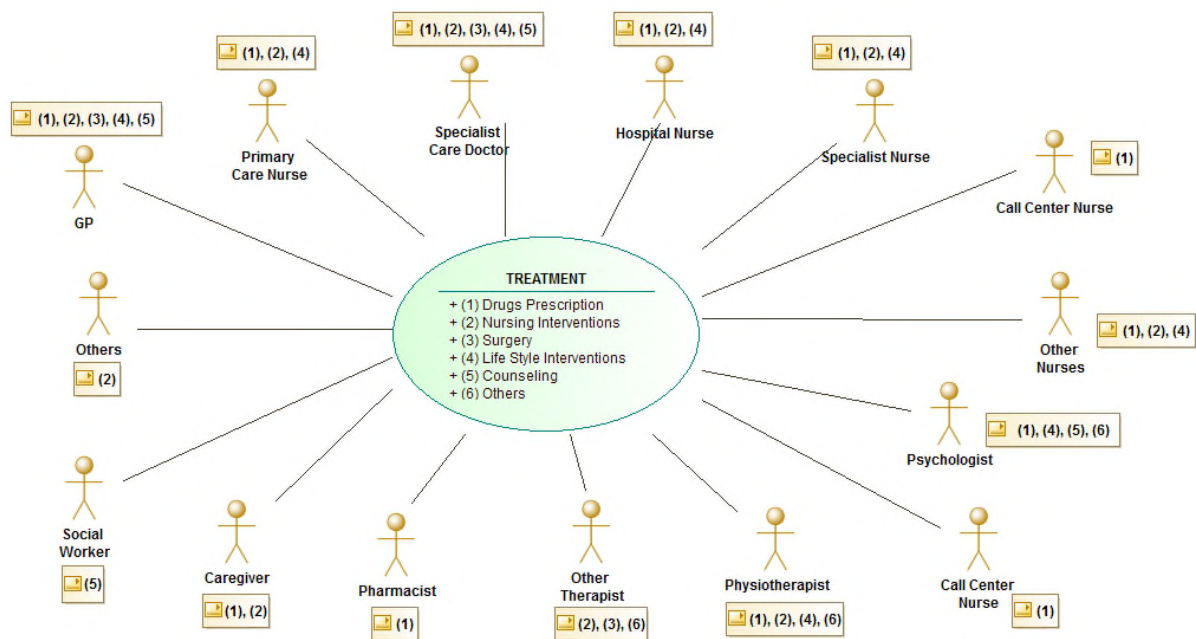 (1), (2), (3), (4), (5)
(1), (2), (4)
(1), (2), (4)
(1), (2), (4)
Specialist
Care Doctor
Hospital Nurse
(1), (2), (3), (4), (5)
Primary
Care Nurse
Specialist Nurse
(1)
GP
Call Center Nurse
TREATMENT
+ (1) Drugs Prescription
+ (2) Nursing Interventions
+ (3) Surgery
+ (4) Life Style Interventions
+ (5) Counseling
+ (6) Others
Others
(2)
Other
Nurses
(1), (2), (4)
Psychologist
(1), (4), (5), (6)
Social
Worker
(5)
Caregiver
(1), (2)
Pharmacist
(1)
Other
Therapist
(2), (3), (6)
Physiotherapist
(1), (2), (4), (6)
Call Center
Nurse
(1)